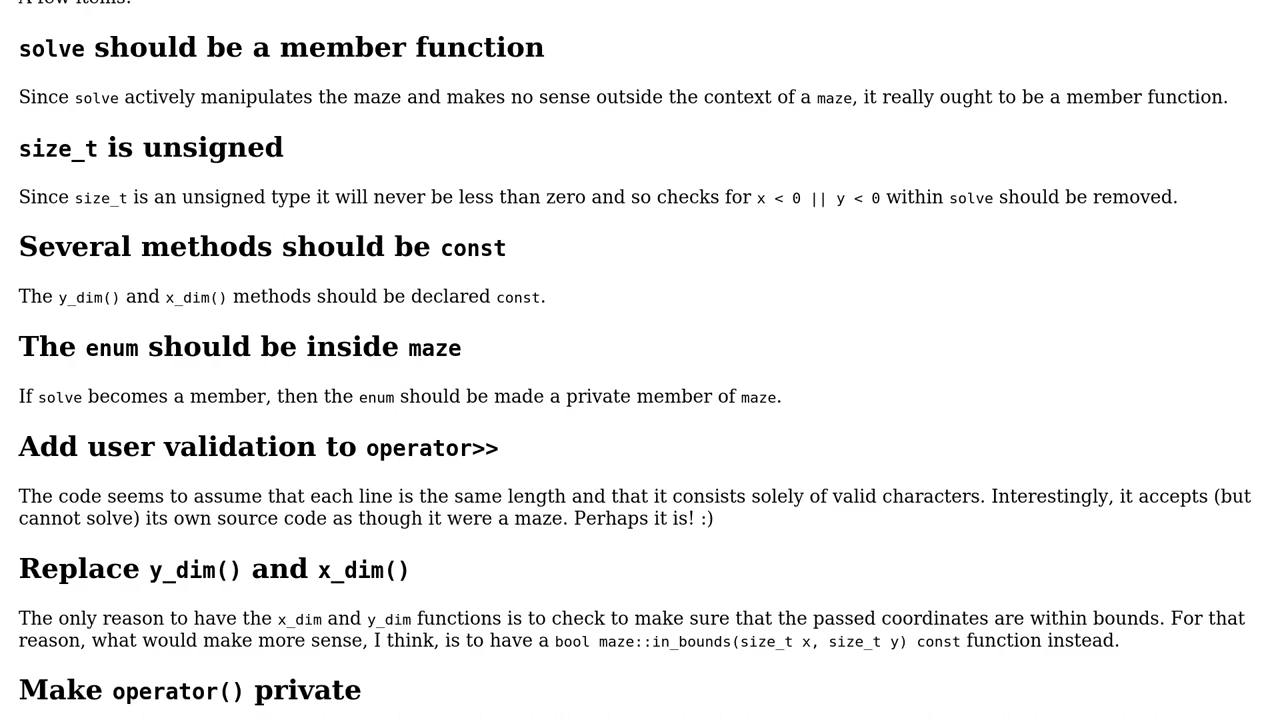 A few items:
solve should be a member function
Since solve actively manipulates the maze and makes no sense outside the context of a maze, it really ought to be a member function.
size_t is unsigned
Since size_t is an unsigned type it will never be less than zero and so checks for x < 0 || y < 0 within solve should be removed.
Several methods should be const
The y_dim() and x_dim() methods should be declared const.
The enum should be inside maze
If solve becomes a member, then the enum should be made a private member of maze.
Add user validation to operator>>
The code seems to assume that each line is the same length and that it consists solely of valid characters. Interestingly, it accepts (but
cannot solve) its own source code as though it were a maze. Perhaps it is! :)
Replace y_dim() and x_dim()
The only reason to have the x_dim and y_dim functions is to check to make sure that the passed coordinates are within bounds. For that
reason, what would make more sense, I think, is to have a bool maze::in_bounds(size_t x, size_t y) const function instead.
Make operator() private